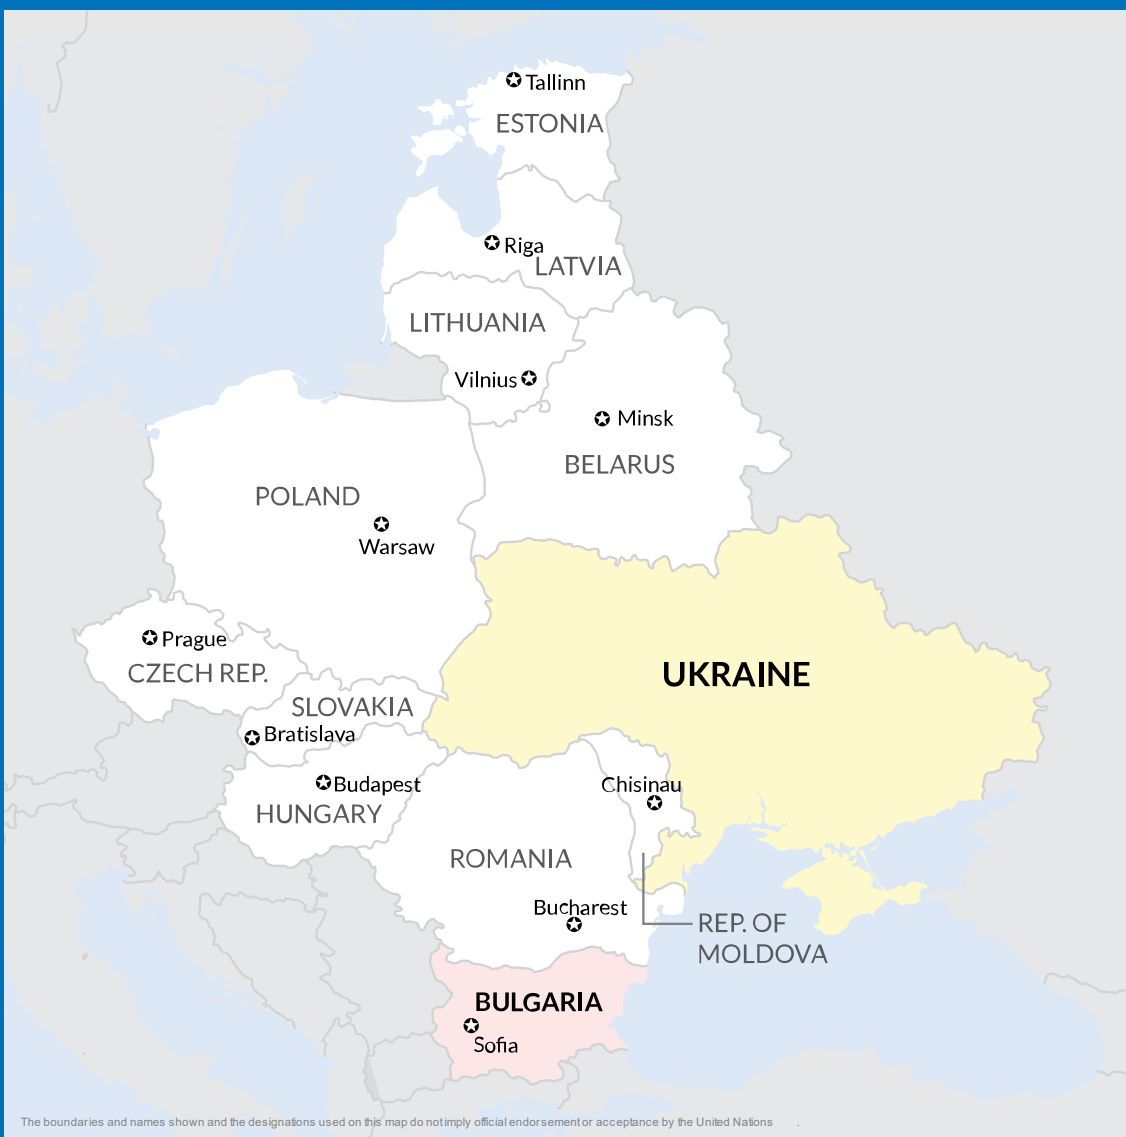 Tallinn
ESTONIA
Riga
LATVIA
LITHUANIA
Vilnius
Minsk
BELARUS
POLAND
Warsaw
Prague
CZECH REP.
UKRAINE
SLOVAKIA
Bratislava
Budapest
HUNGARY
Chisinau
ROMANIA
Bucharest
REP. OF
MOLDOVA
BULGARIA
Sofia
The boundaries and names shown and the designations used on this map do not imply official endorsement or acceptance by the United Nations .